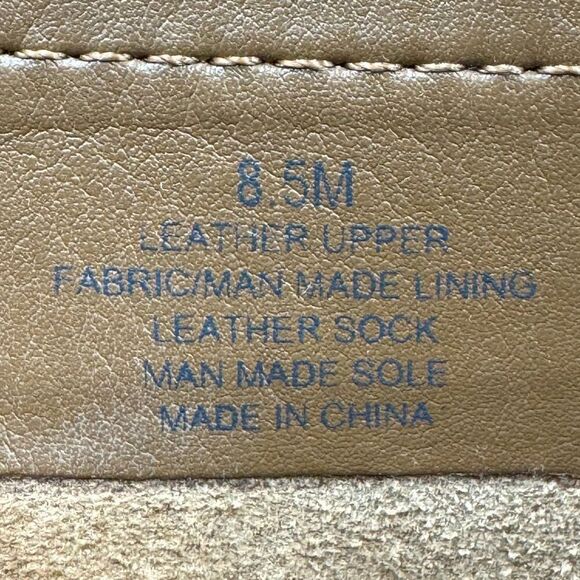 8.5M
LEATHER UPPER
FABRIC/MAN MADE LINING
LEATHER SOCK
MAN MADE SOLE
MADE IN CHINA